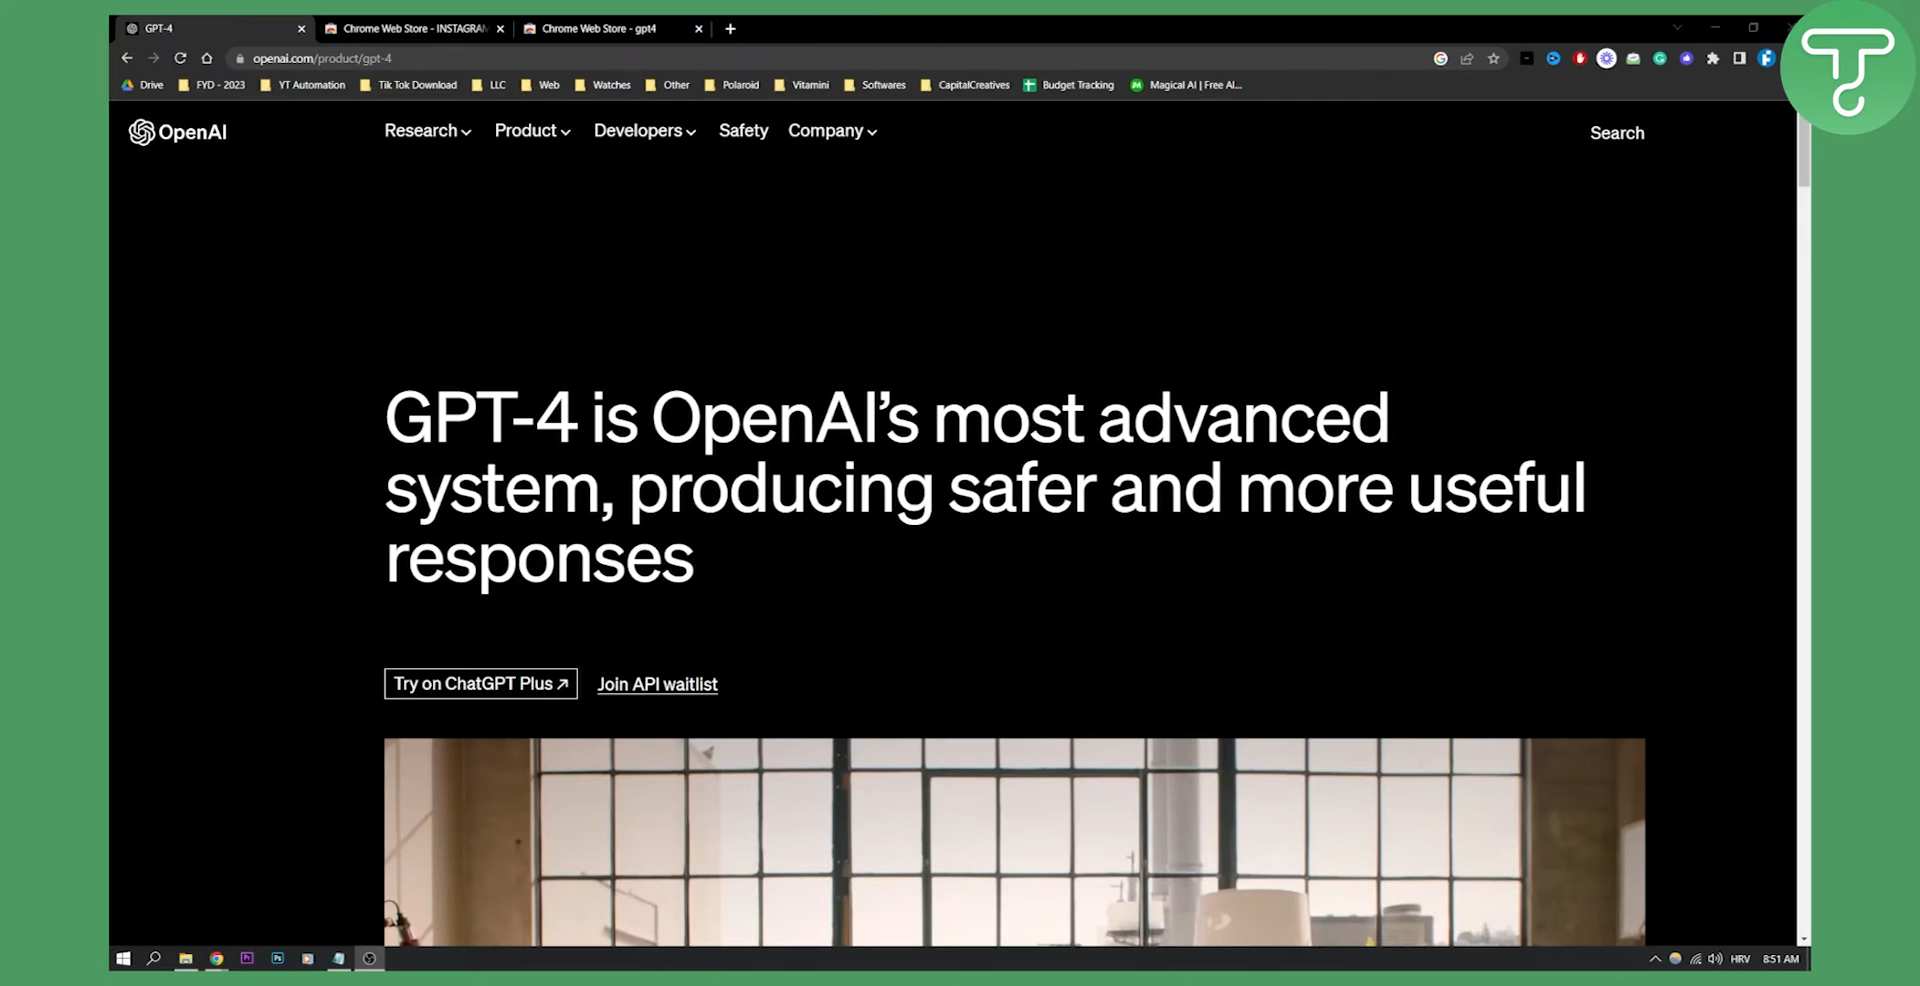 GPT-4
Chrome Web Store - INSTAGRAM
Chrome Web Store - gpt4
openai.com/product/gpt-4
Drive
FYD - 2023
YT Automation
Tik Tok Download
LLC
Web
Watches
Other
Polaroid
Vitamini
Softwares
CapitalCreatives
Budget Tracking
Magical AI | Free AI...
OpenAI
Research
Product
Developers
Safety
Company
Search
GPT-4 is OpenAI’s most advanced
system, producing safer and more useful
responses
Try on ChatGPT Plus ↗
Join API waitlist
Pr
Ps
HRV
8:51 AM